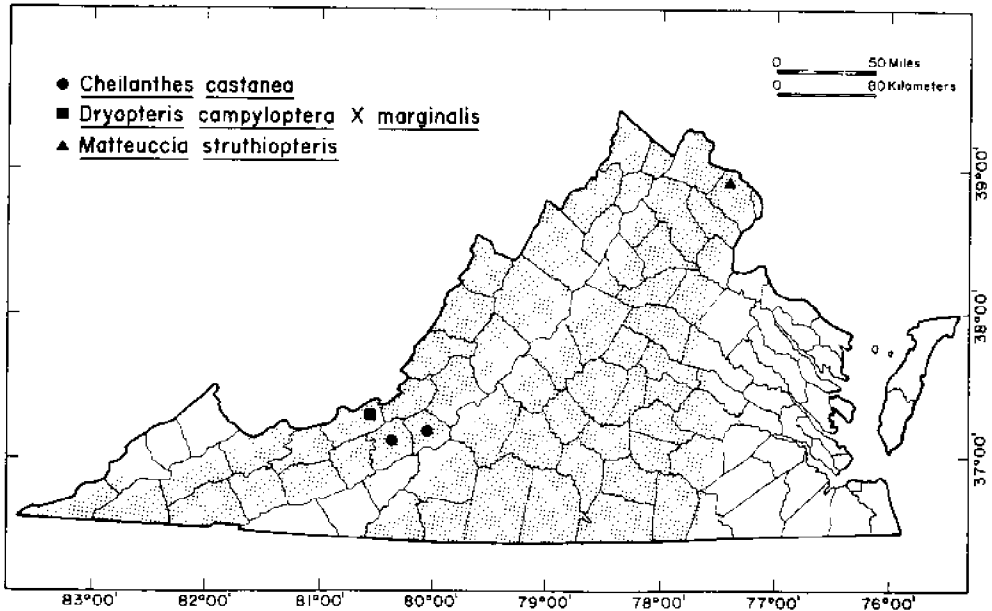 Cheilanthes castanea
Dryopteris campyloptera X marginalis
Matteuccia struthiopteris
0 50 Miles
0 80 Kilometers
39°00'
38°00'
37°00'
83°00' 82°00' 81°00' 80°00' 79°00' 78°00' 77°00' 76°00'